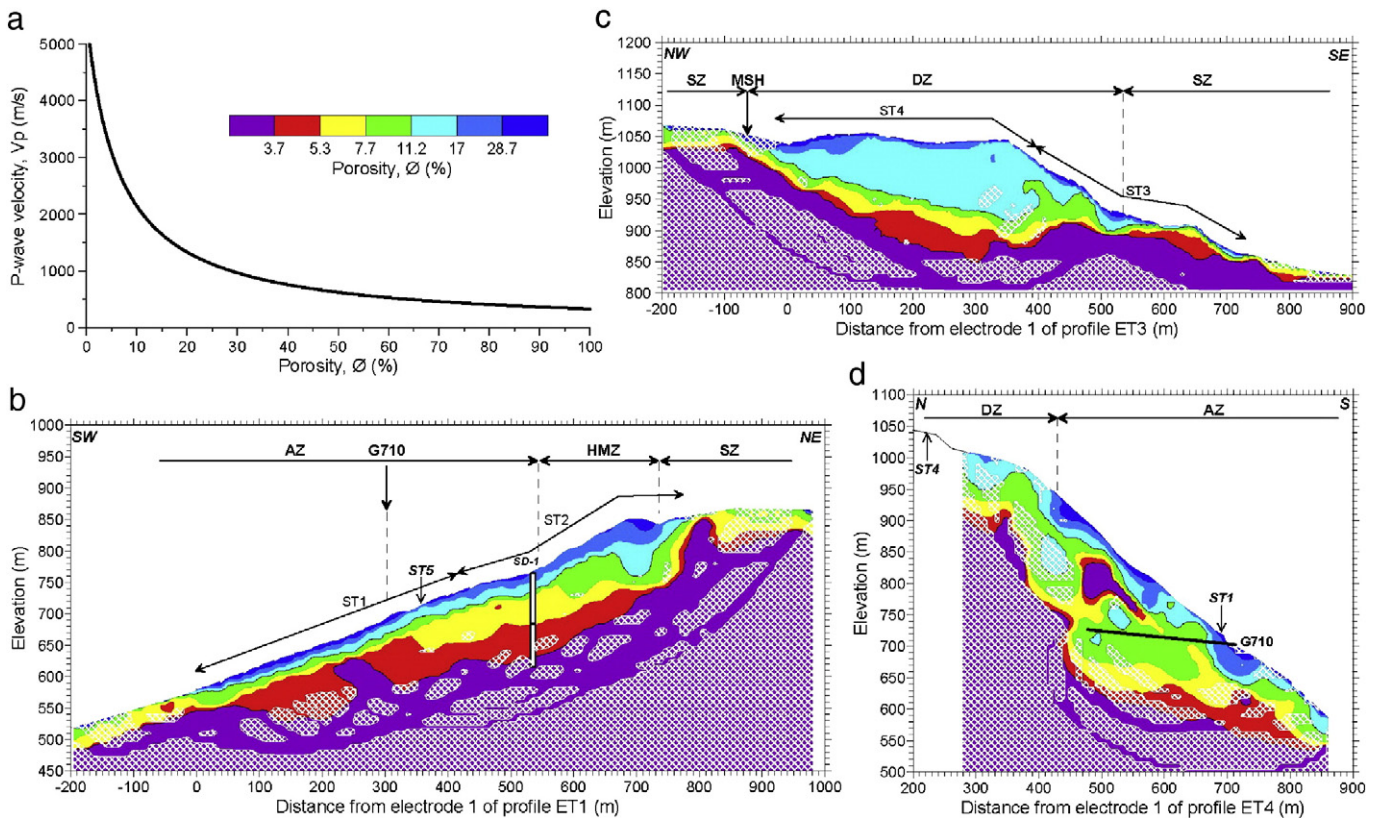 a
5000
4000
3000
2000
1000
0
P-wave velocity, Vp (m/s)
0 10 20 30 40 50 60 70 80 90 100
Porosity, Ø (%)
3.7 5.3 7.7 11.2 17 28.7
Porosity, Ø (%)
c
1200
1150
1100
1050
1000
950
900
850
800
Elevation (m)
NW SE
SZ MSH DZ SZ
ST4
ST3
-200 -100 0 100 200 300 400 500 600 700 800 900
Distance from electrode 1 of profile ET3 (m)
b
1000
950
900
850
800
750
700
650
600
550
500
450
Elevation (m)
SW NE
AZ G710 HMZ SZ
ST2
SD-1
ST5
ST1
-200 -100 0 100 200 300 400 500 600 700 800 900 1000
Distance from electrode 1 of profile ET1 (m)
d
1100
1050
1000
950
900
850
800
750
700
650
600
550
500
Elevation (m)
N S
DZ AZ
ST4
ST1
G710
200 300 400 500 600 700 800 900
Distance from electrode 1 of profile ET4 (m)